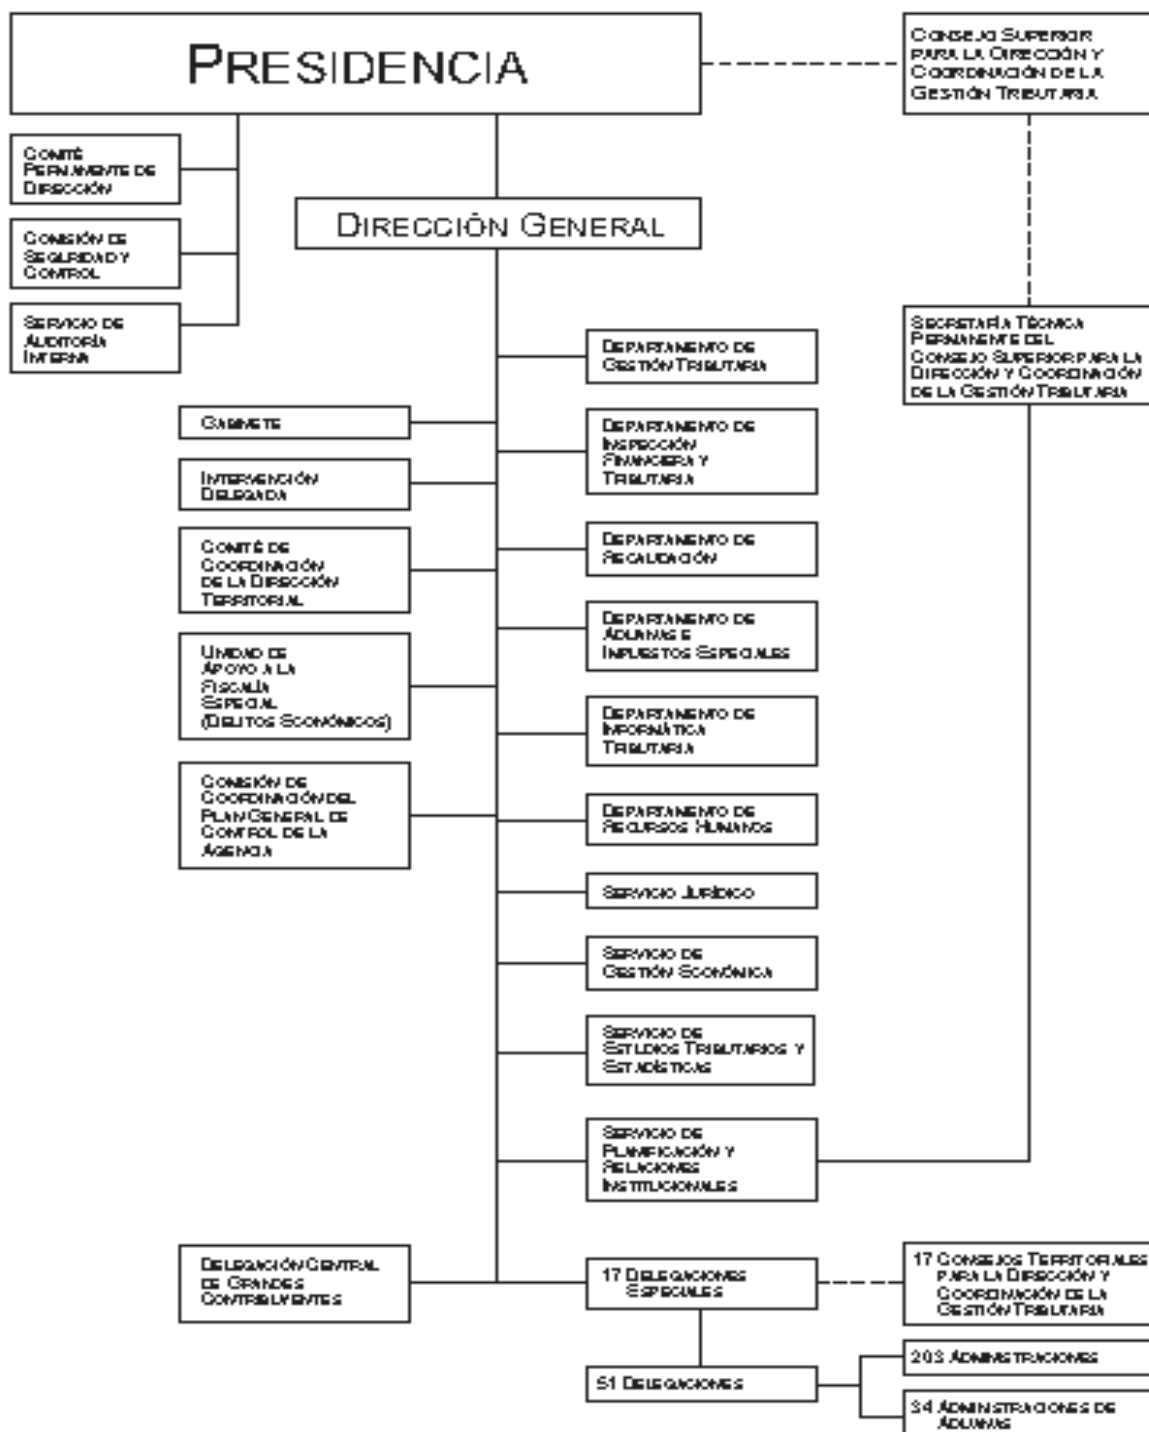 PRESIDENCIA
CONSEJO SUPERIOR
PARA LA DIRECCIÓN Y
COORDINACIÓN DE LA
GESTIÓN TRIBUTARIA
COMITÉ
PERMANENTE DE
DIRECCIÓN
COMISIÓN DE
SEGURIDAD Y
CONTROL
SERVICIO DE
AUDITORÍA
INTERNA
DIRECCIÓN GENERAL
SECRETARÍA TÉCNICA
PERMANENTE DEL
CONSEJO SUPERIOR PARA LA
DIRECCIÓN Y COORDINACIÓN
DE LA GESTIÓN TRIBUTARIA
GABINETE
INTERVENCIÓN
DELEGADA
COMITÉ DE
COORDINACIÓN
DE LA DIRECCIÓN
TERRITORIAL
UNIDAD DE
APOYO A LA
FISCALÍA
ESPECIAL
(DELITOS ECONÓMICOS)
COMISIÓN DE
COORDINACIÓN DEL
PLAN GENERAL DE
CONTROL DE LA
AGENCIA
DEPARTAMENTO DE
GESTIÓN TRIBUTARIA
DEPARTAMENTO DE
INSPECCIÓN
FINANCIERA Y
TRIBUTARIA
DEPARTAMENTO DE
RECAUDACIÓN
DEPARTAMENTO DE
ADUANAS E
IMPUESTOS ESPECIALES
DEPARTAMENTO DE
INFORMÁTICA
TRIBUTARIA
DEPARTAMENTO DE
RECURSOS HUMANOS
SERVICIO JURÍDICO
SERVICIO DE
GESTIÓN ECONÓMICA
SERVICIO DE
ESTUDIOS TRIBUTARIOS Y
ESTADÍSTICAS
SERVICIO DE
PLANIFICACIÓN Y
RELACIONES
INSTITUCIONALES
DELEGACIÓN CENTRAL
DE GRANDES
CONTRIBUYENTES
17 DELEGACIONES
ESPECIALES
17 CONSEJOS TERRITORIALES
PARA LA DIRECCIÓN Y
COORDINACIÓN DE LA
GESTIÓN TRIBUTARIA
51 DELEGACIONES
203 ADMINISTRACIONES
34 ADMINISTRACIONES DE
ADUANAS